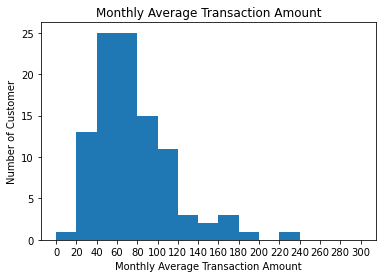 Monthly Average Transaction Amount
25
20
15
10
5
0
Number of Customer
0 20 40 60 80 100 120 140 160 180 200 220 240 260 280 300
Monthly Average Transaction Amount